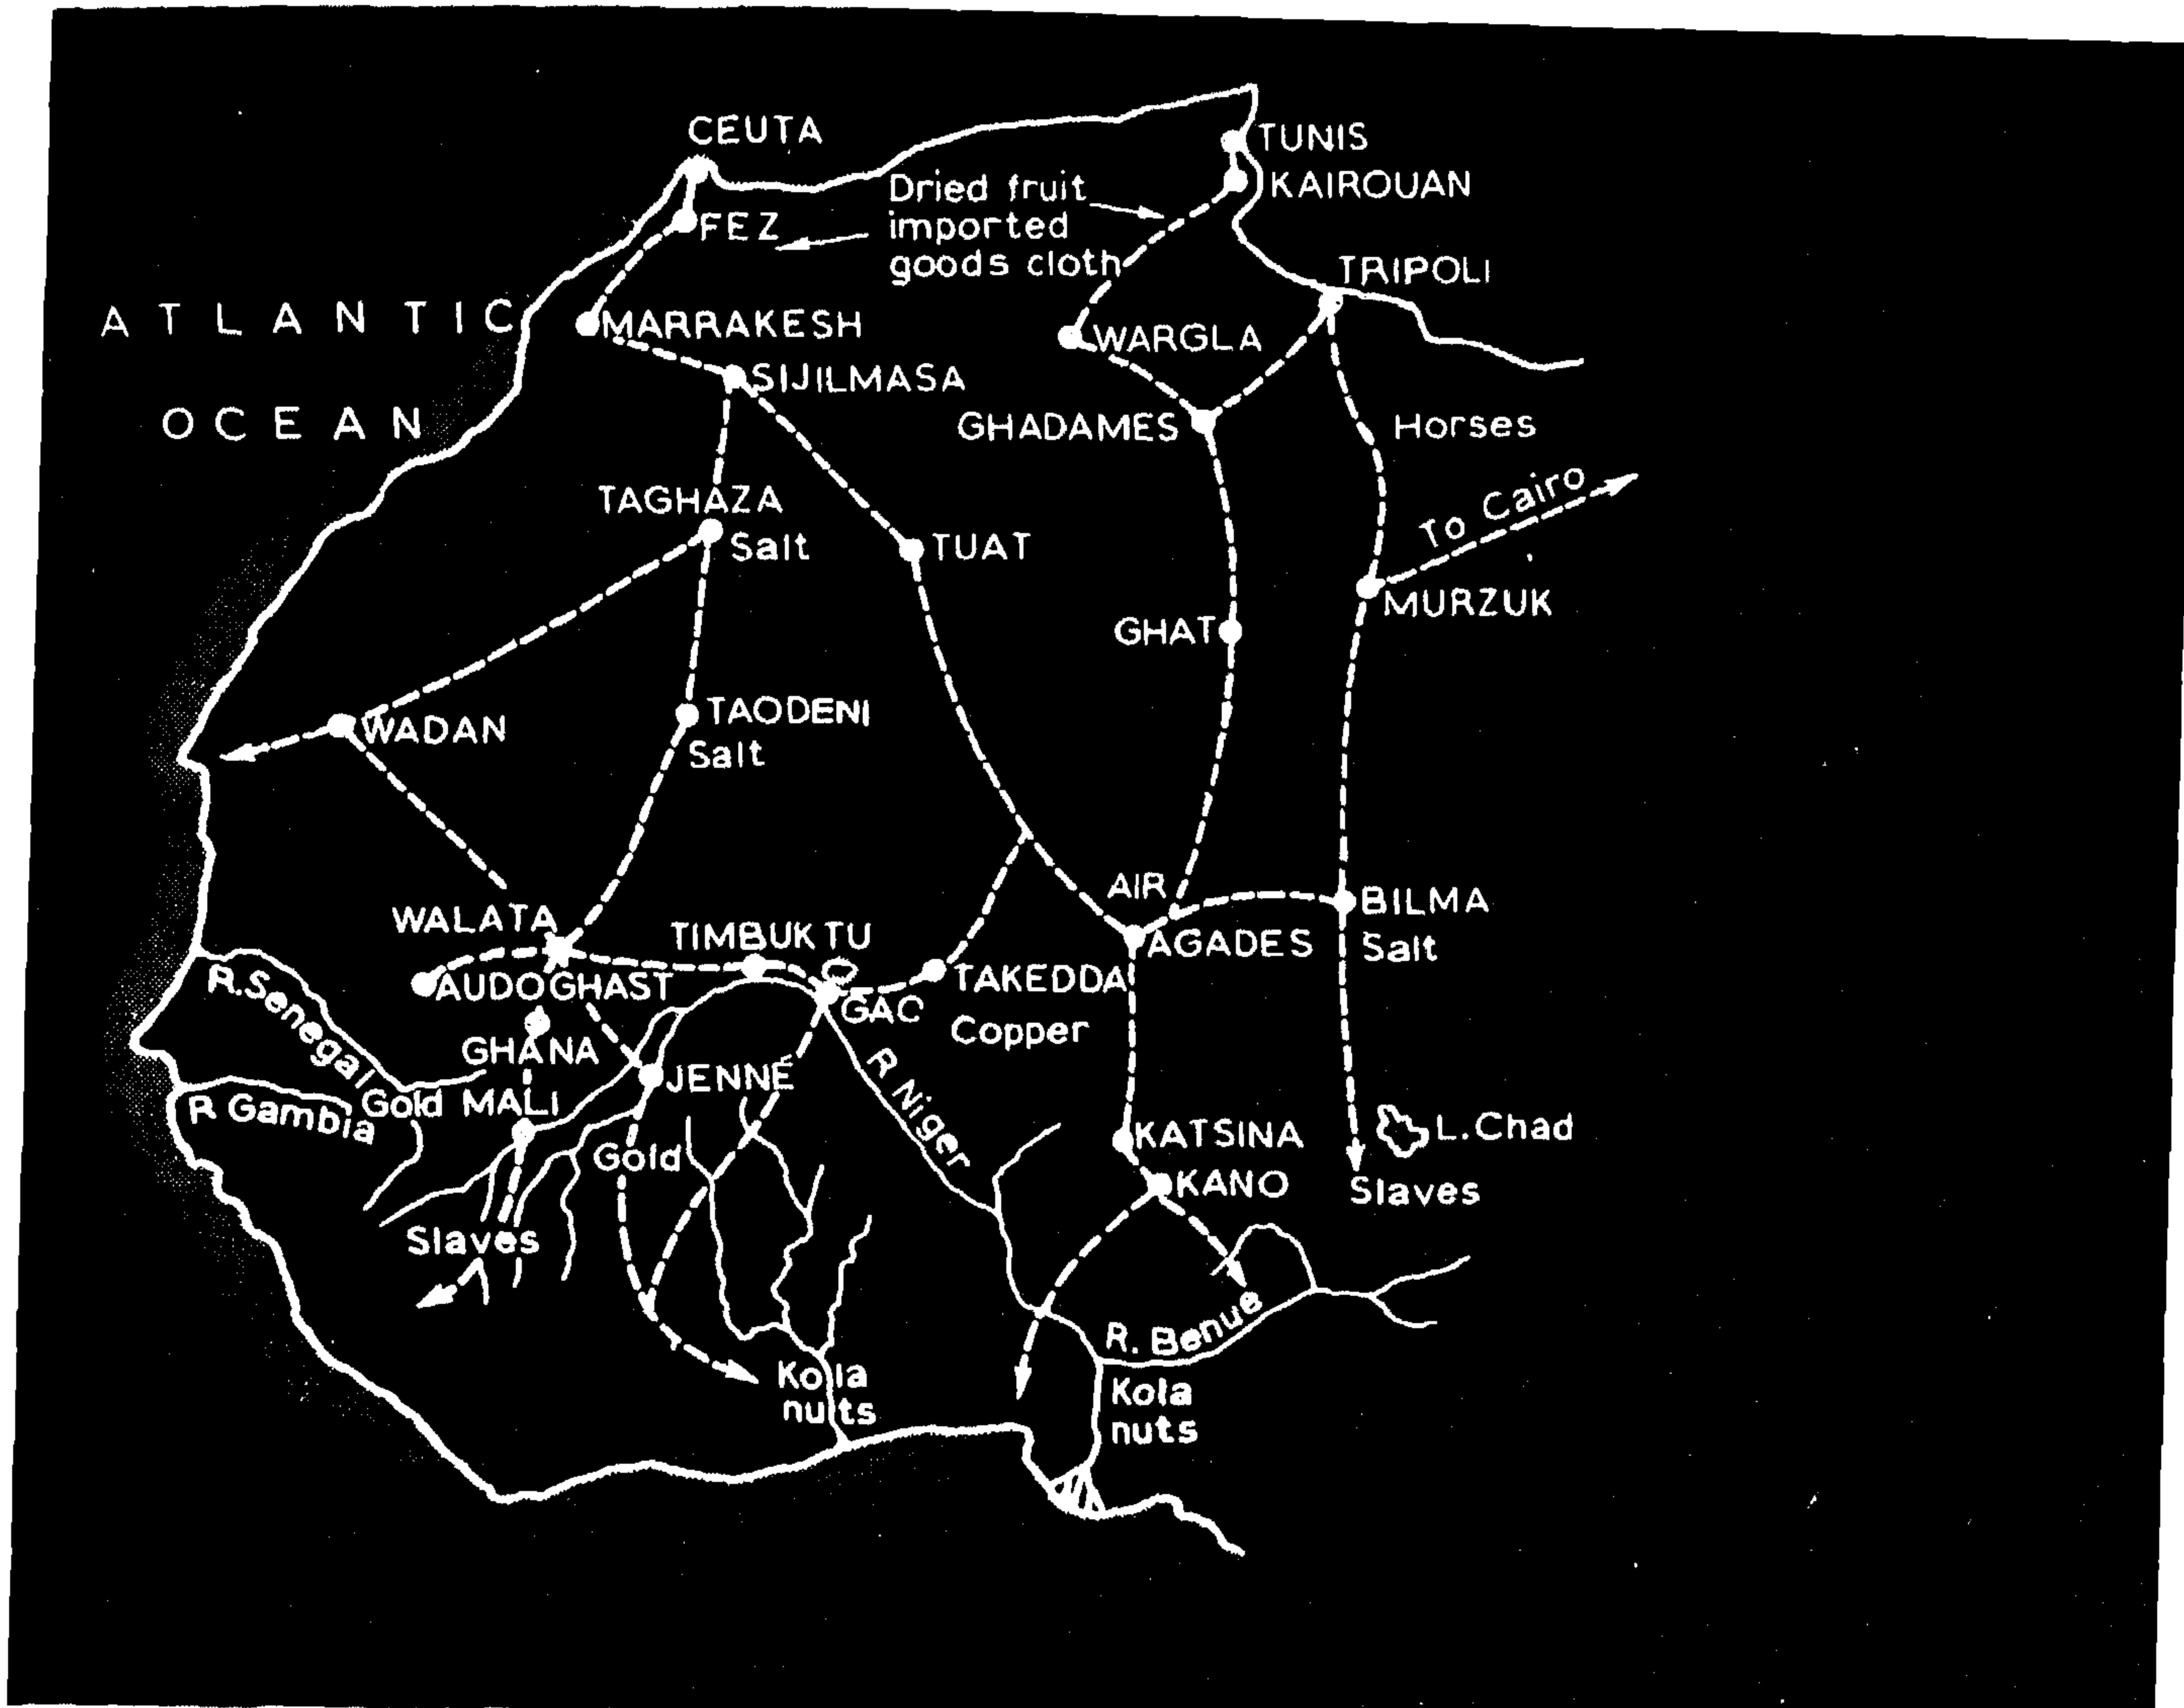 CEUTA
TUNIS
KAIROUAN
Dried fruit
imported
goods cloth
FEZ
TRIPOLI
ATLANTIC
MARRAKESH
WARGLA
SIJILMASA
OCEAN
GHADAMES
Horses
To Cairo
TAGHAZA
Salt
TUAT
MURZUK
GHAT
TAODENI
Salt
WADAN
AIR
BILMA
Salt
WALATA
TIMBUKTU
AGADES
AUDOGHAST
TAKEDDA
Copper
GAC
R.Senegal
GHANA
JENNE
R Niger
R Gambia
Gold
MALI
L.Chad
KATSINA
Gold
KANO
Slaves
Slaves
R. Benue
Kola
nuts
Kola
nuts